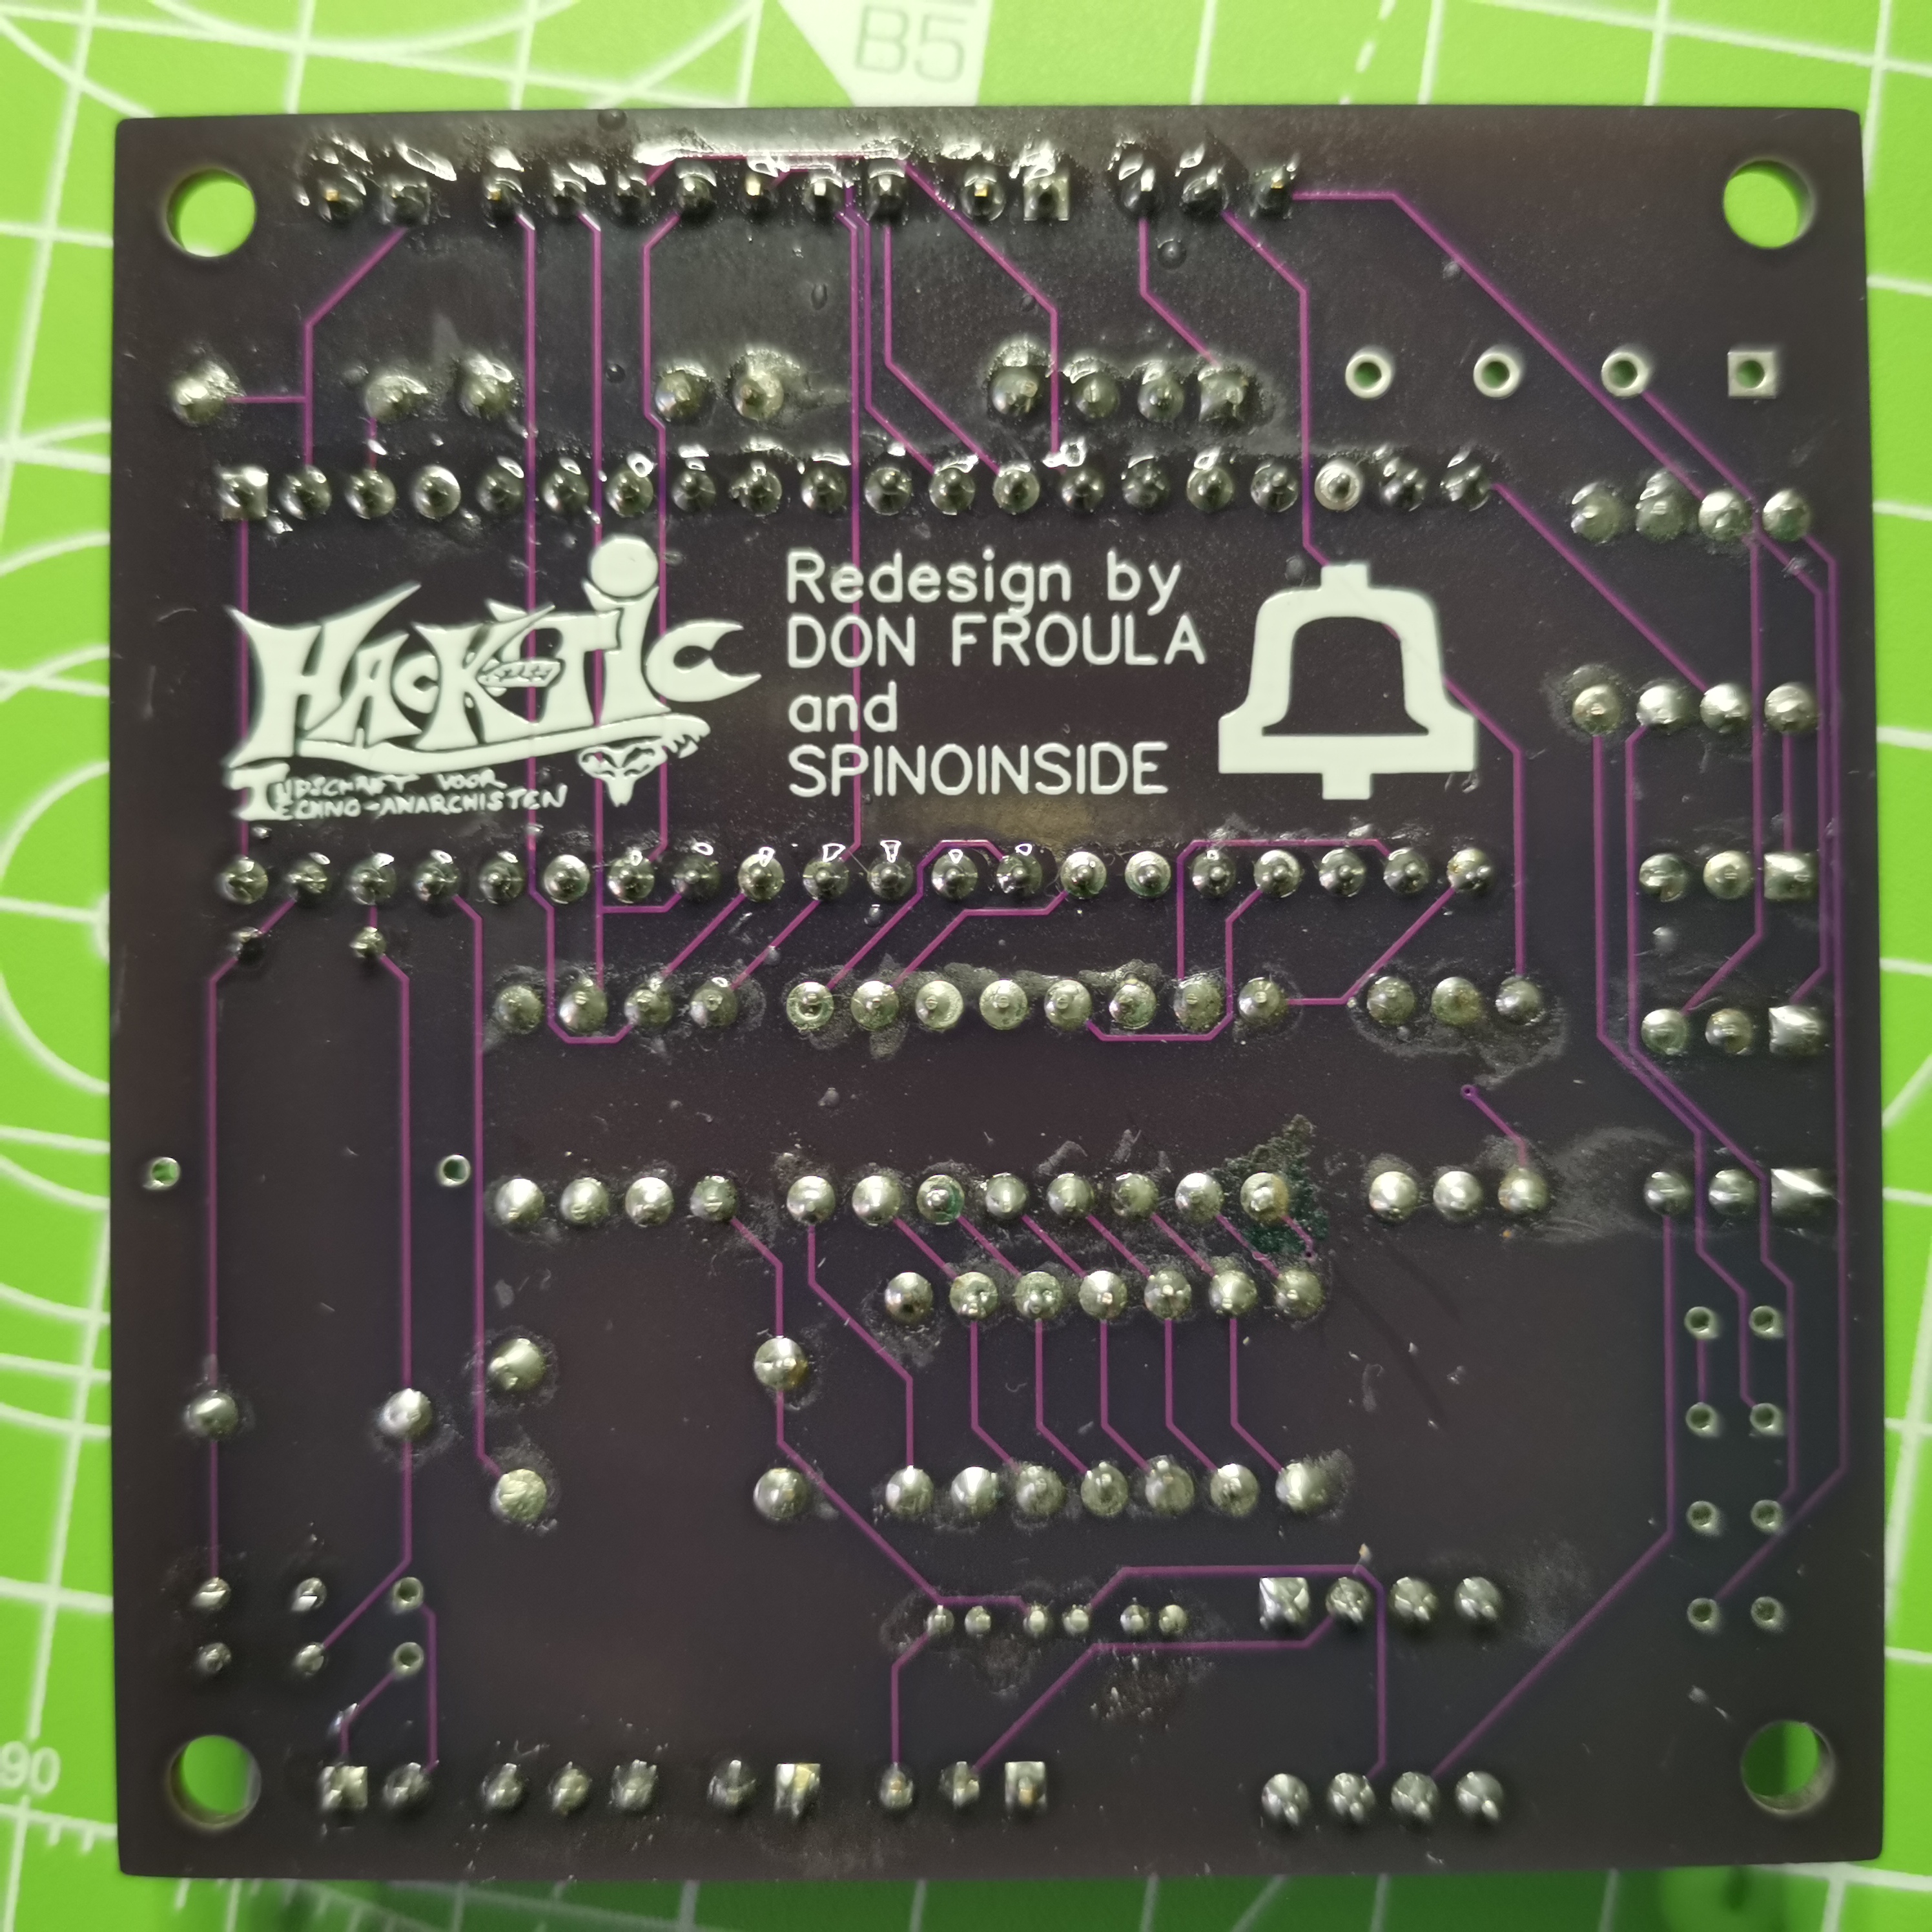 B5
HACK-TIC
TIJDSCHRIFT VOOR
TECHNO-ANARCHISTEN
Redesign by
DON FROULA
and
SPINOINSIDE
90